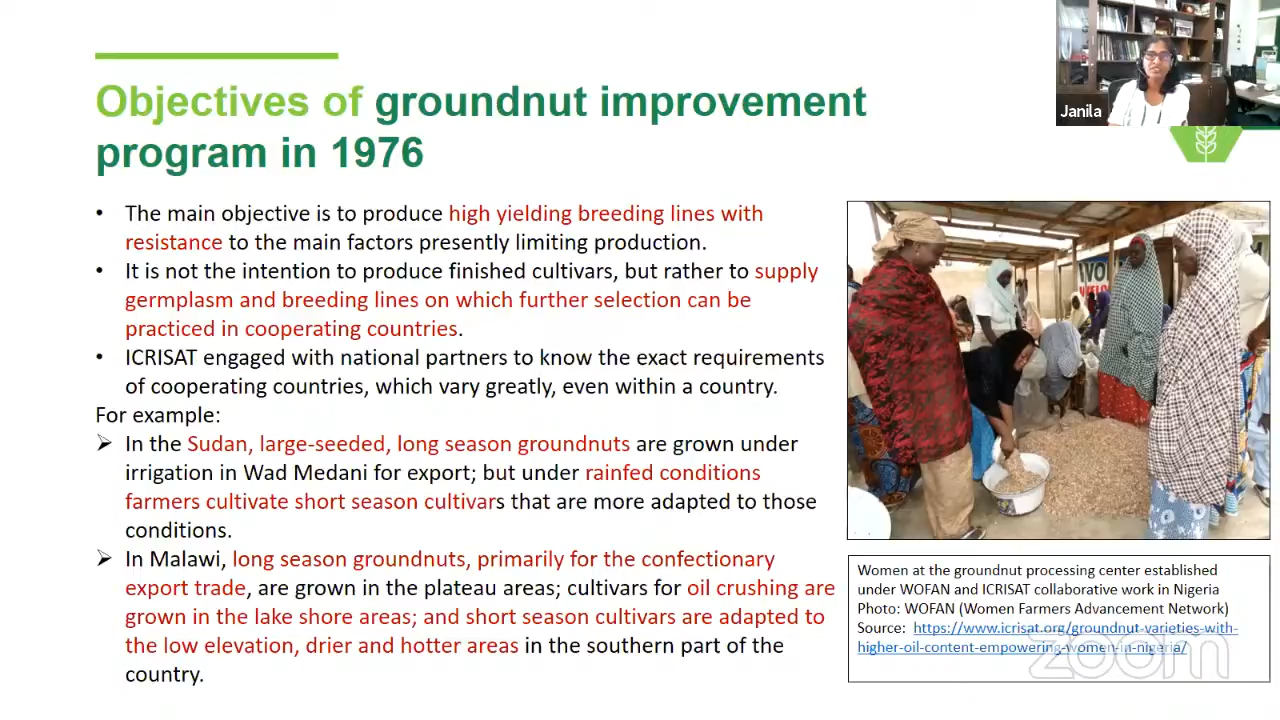 Janila
Objectives of groundnut improvement
program in 1976
• The main objective is to produce high yielding breeding lines with
resistance to the main factors presently limiting production.
• It is not the intention to produce finished cultivars, but rather to supply
germplasm and breeding lines on which further selection can be
practiced in cooperating countries.
• ICRISAT engaged with national partners to know the exact requirements
of cooperating countries, which vary greatly, even within a country.
For example:
➢ In the Sudan, large-seeded, long season groundnuts are grown under
irrigation in Wad Medani for export; but under rainfed conditions
farmers cultivate short season cultivars that are more adapted to those
conditions.
➢ In Malawi, long season groundnuts, primarily for the confectionary
export trade, are grown in the plateau areas; cultivars for oil crushing are
grown in the lake shore areas; and short season cultivars are adapted to
the low elevation, drier and hotter areas in the southern part of the
country.
Women at the groundnut processing center established
under WOFAN and ICRISAT collaborative work in Nigeria
Photo: WOFAN (Women Farmers Advancement Network)
Source: https://www.icrisat.org/groundnut-varieties-with-
higher-oil-content-empowering-women-in-nigeria/
zoom